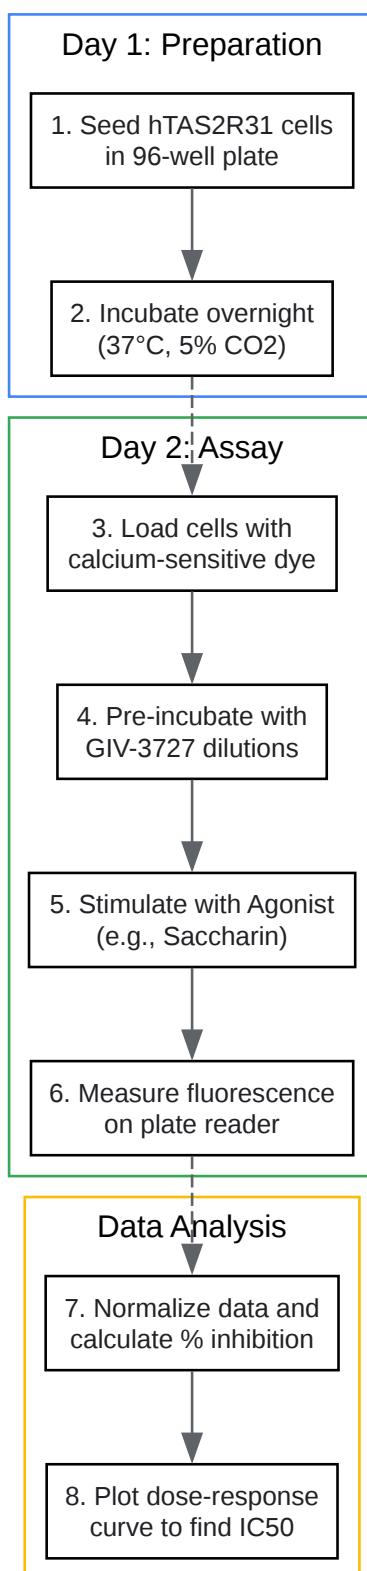 Day 1: Preparation
1. Seed hTAS2R31 cells
in 96-well plate
2. Incubate overnight
(37°C, 5% CO2)
Day 2: Assay
3. Load cells with
calcium-sensitive dye
4. Pre-incubate with
GIV-3727 dilutions
5. Stimulate with Agonist
(e.g., Saccharin)
6. Measure fluorescence
on plate reader
Data Analysis
7. Normalize data and
calculate % inhibition
8. Plot dose-response
curve to find IC50